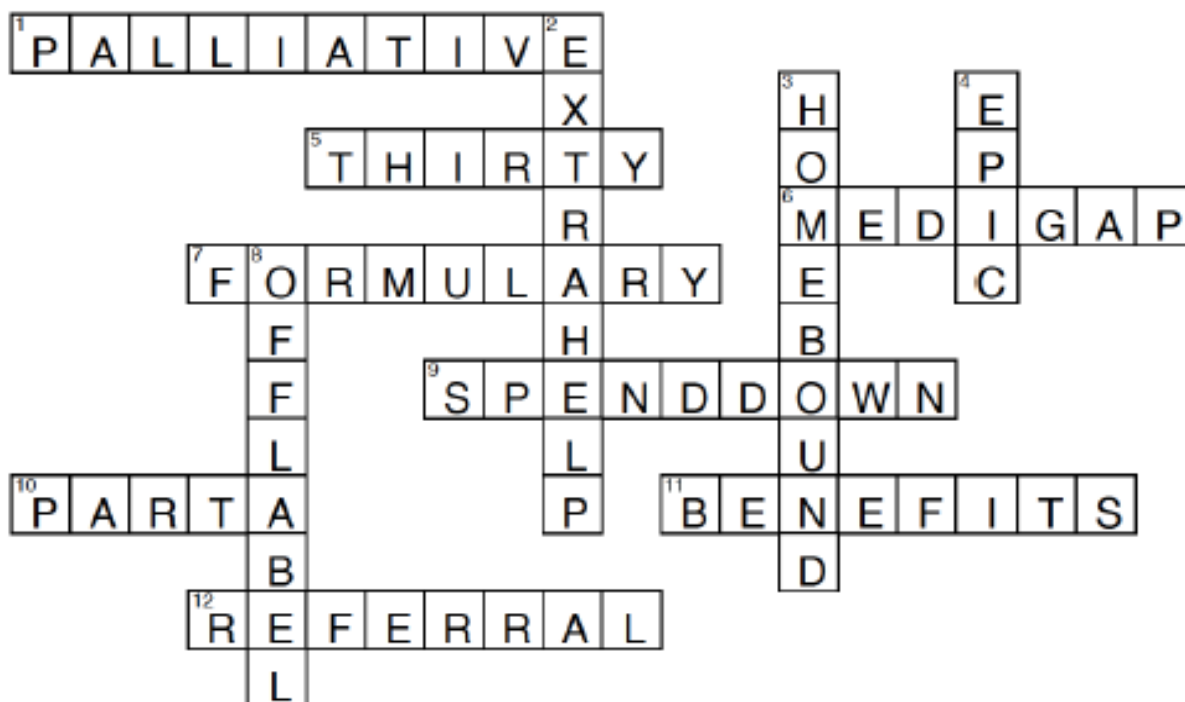 1 PALLIATIVE
2 EXTRAHELP
3 HOMEBOUND
4 EPIC
5 THIRTY
6 MEDIGAP
7 FORMULARY
8 OFFLABEL
9 SPENDDOWN
10 PARTA
11 BENEFITS
12 REFERRAL